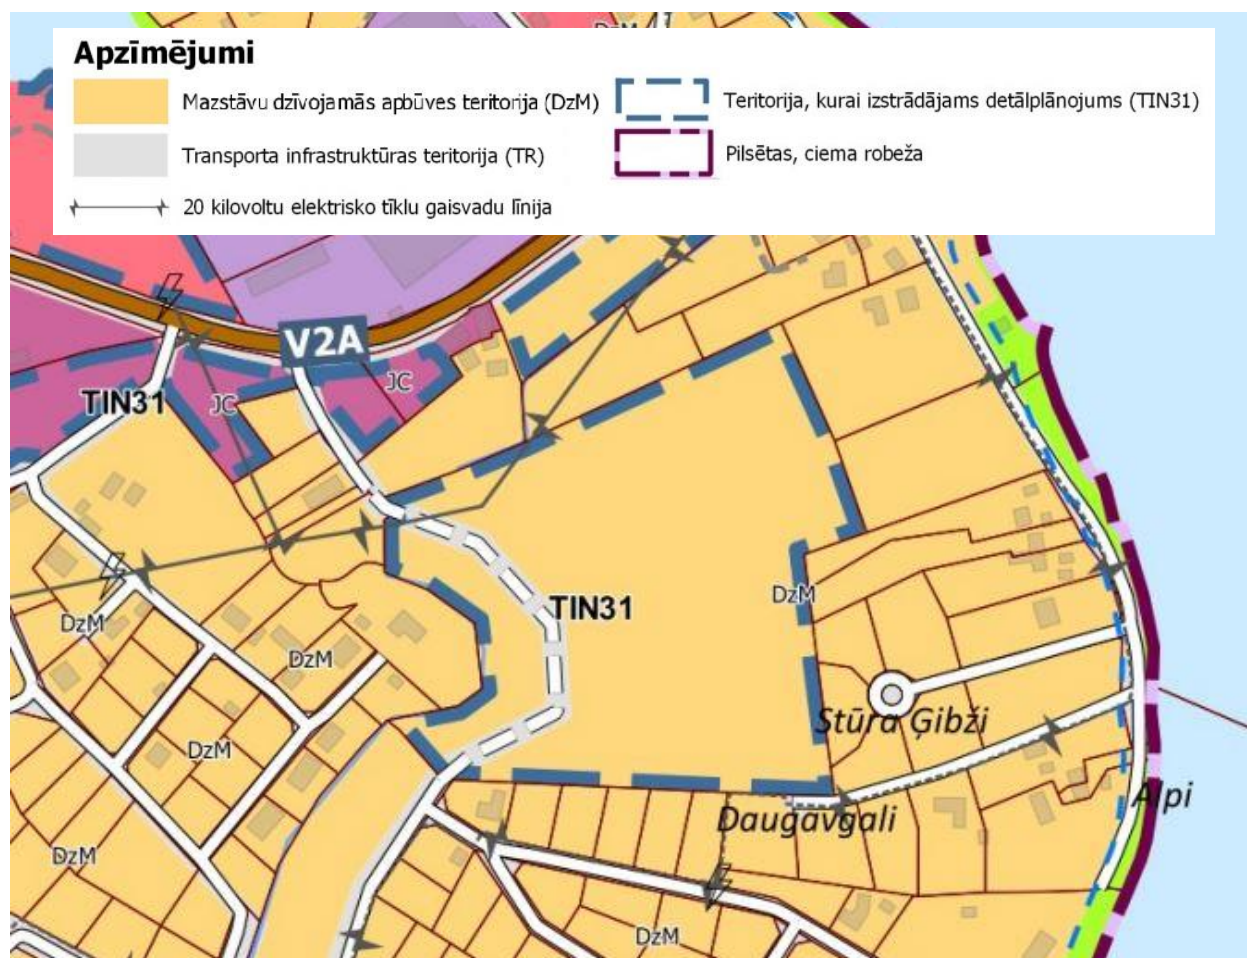 DzM
Apzīmējumi
Mazstāvu dzīvojamās apbūves teritorija (DzM)
Teritorija, kurai izstrādājams detālplānojums (TIN31)
Transporta infrastruktūras teritorija (TR)
Pilsētas, ciema robeža
20 kilovoltu elektrisko tīklu gaisvadu līnija
V2A
JC
TIN31
JC
DzM
TIN31
DzM
DzM
Stūra Ģibži
DzM
Alpi
Daugavgali
DzM
DzM